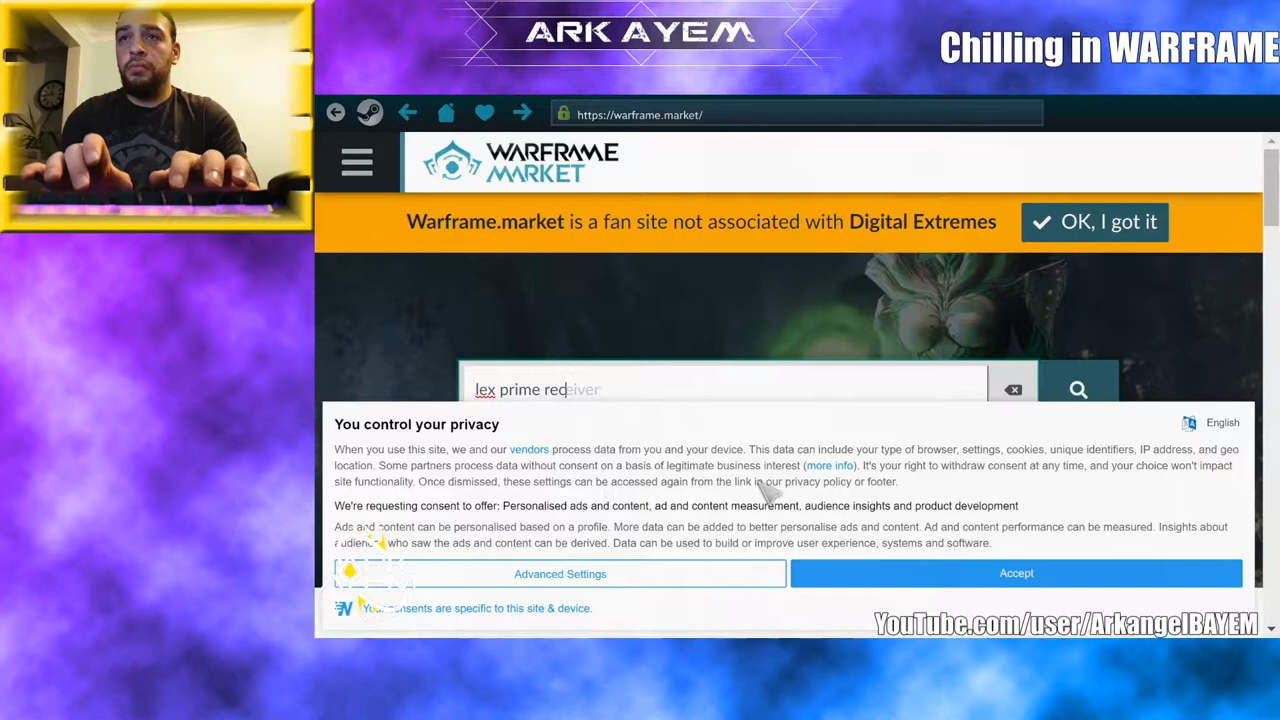 ARK AYEM
Chilling in WARFRAME
https://warframe.market/
WARFRAME
MARKET
Warframe.market is a fan site not associated with Digital Extremes
OK, I got it
lex prime receiver
You control your privacy
English
When you use this site, we and our vendors process data from you and your device. This data can include your type of browser, settings, cookies, unique identifiers, IP address, and geo
location. Some partners process data without consent on a basis of legitimate business interest (more info). It's your right to withdraw consent at any time, and your choice won't impact
site functionality. Once dismissed, these settings can be accessed again from the link in our privacy policy or footer.
We're requesting consent to offer: Personalised ads and content, ad and content measurement, audience insights and product development
Ads and content can be personalised based on a profile. More data can be added to better personalise ads and content. Ad and content performance can be measured. Insights about
audiences who saw the ads and content can be derived. Data can be used to build or improve user experience, systems and software.
Advanced Settings
Accept
Your consents are specific to this site & device.
YouTube.com/user/ArkangelBAYEM